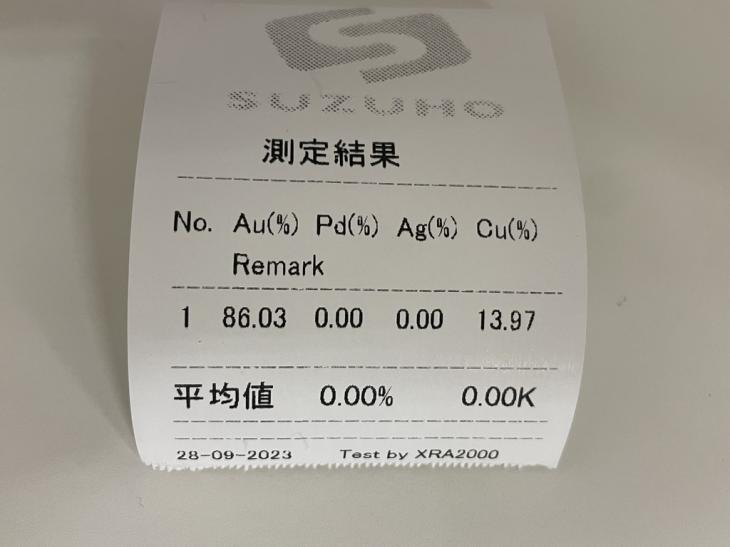 SUZUHO
測定結果
No. Au(%) Pd(%) Ag(%) Cu(%)
Remark
1 86.03 0.00 0.00 13.97
平均値 0.00% 0.00K
28-09-2023 Test by XRA2000